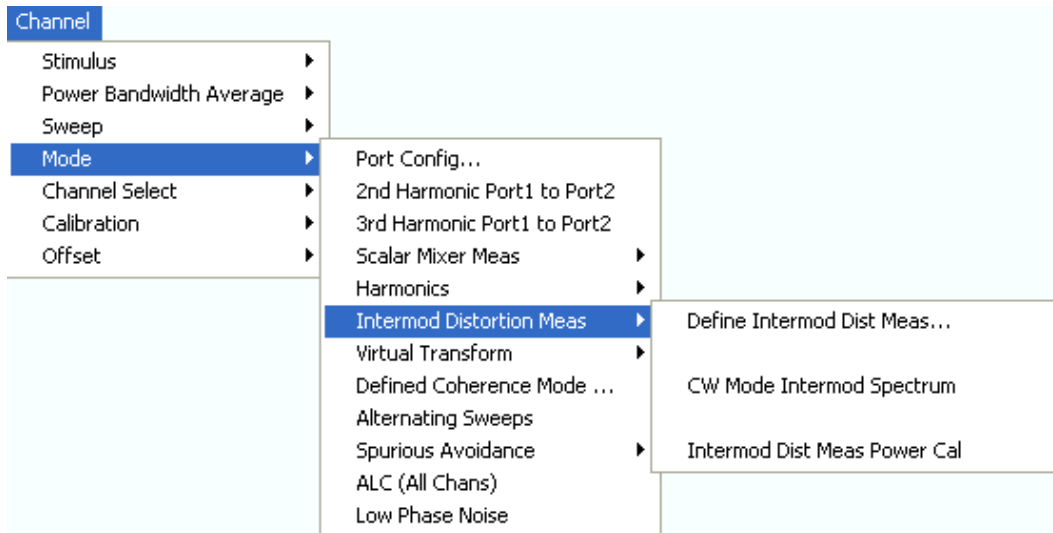 Channel
Stimulus
Power Bandwidth Average
Sweep
Mode
Channel Select
Calibration
Offset
Port Config...
2nd Harmonic Port1 to Port2
3rd Harmonic Port1 to Port2
Scalar Mixer Meas
Harmonics
Intermod Distortion Meas
Virtual Transform
Defined Coherence Mode ...
Alternating Sweeps
Spurious Avoidance
ALC (All Chans)
Low Phase Noise
Define Intermod Dist Meas...
CW Mode Intermod Spectrum
Intermod Dist Meas Power Cal